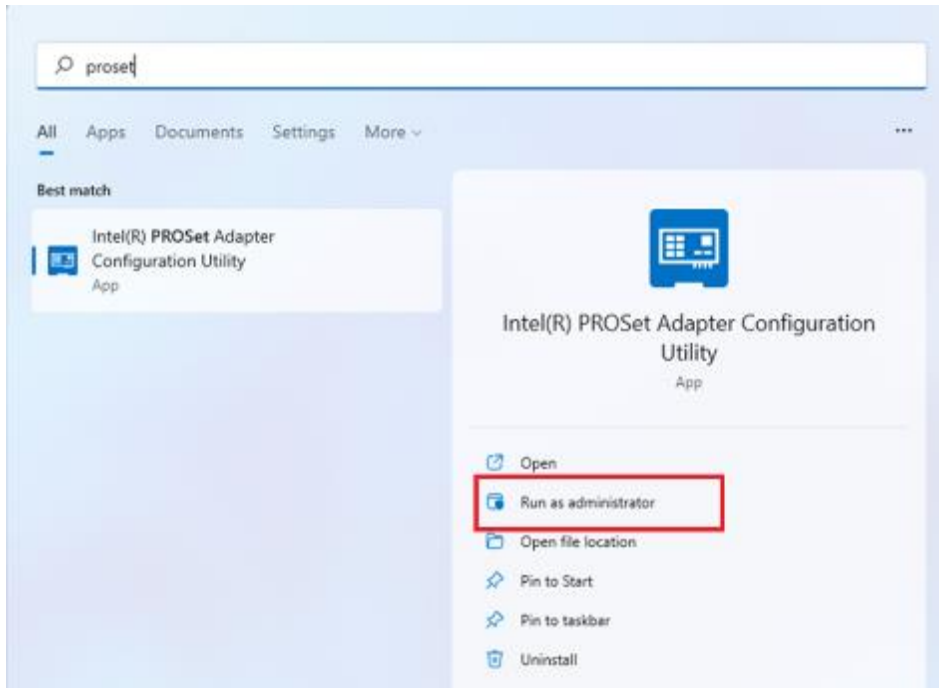 proset
All Apps Documents Settings More
Best match
Intel(R) PROSet Adapter
Configuration Utility
App
Intel(R) PROSet Adapter Configuration
Utility
App
Open
Run as administrator
Open file location
Pin to Start
Pin to taskbar
Uninstall